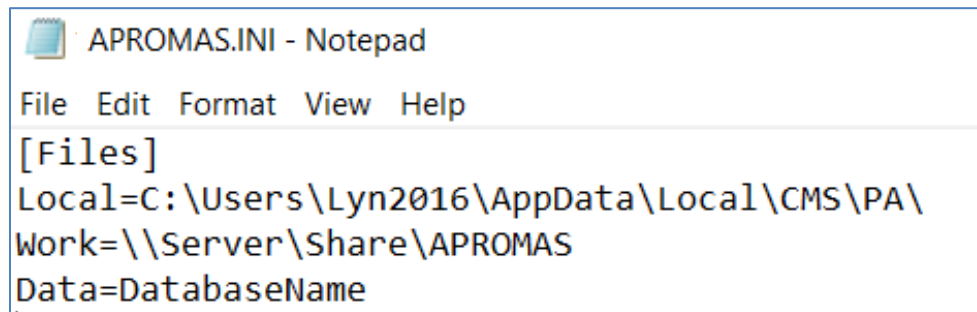 APROMAS.INI - Notepad
File Edit Format View Help
[Files]
Local=C:\Users\Lyn2016\AppData\Local\CMS\PA\
Work=\\Server\Share\APROMAS
Data=DatabaseName